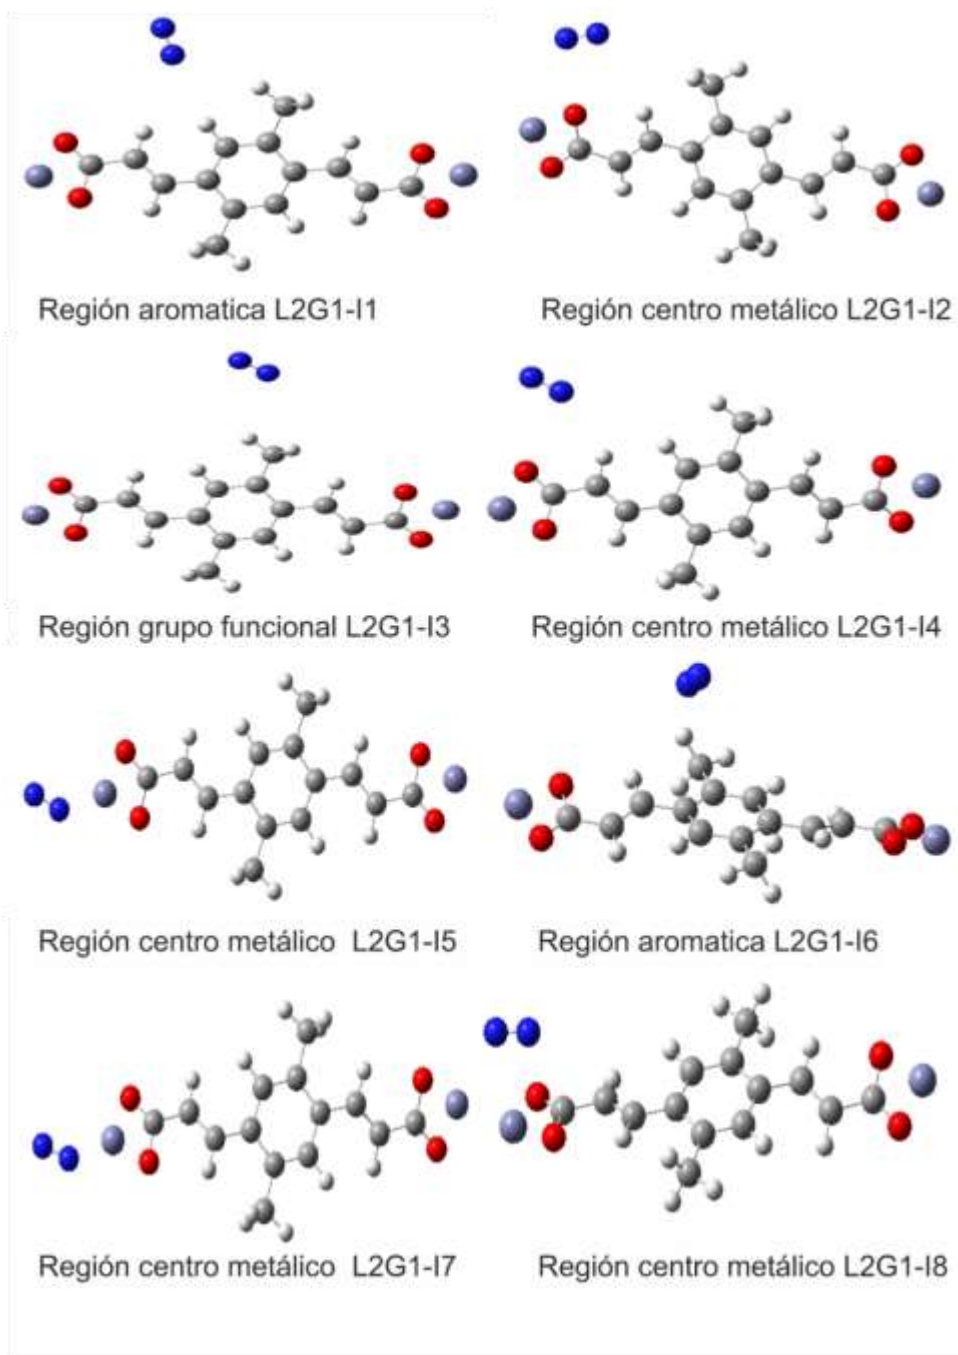 Región aromatica L2G1-I1
Región centro metálico L2G1-I2
Región grupo funcional L2G1-I3
Región centro metálico L2G1-I4
Región centro metálico L2G1-I5
Región aromatica L2G1-I6
Región centro metálico L2G1-I7
Región centro metálico L2G1-I8